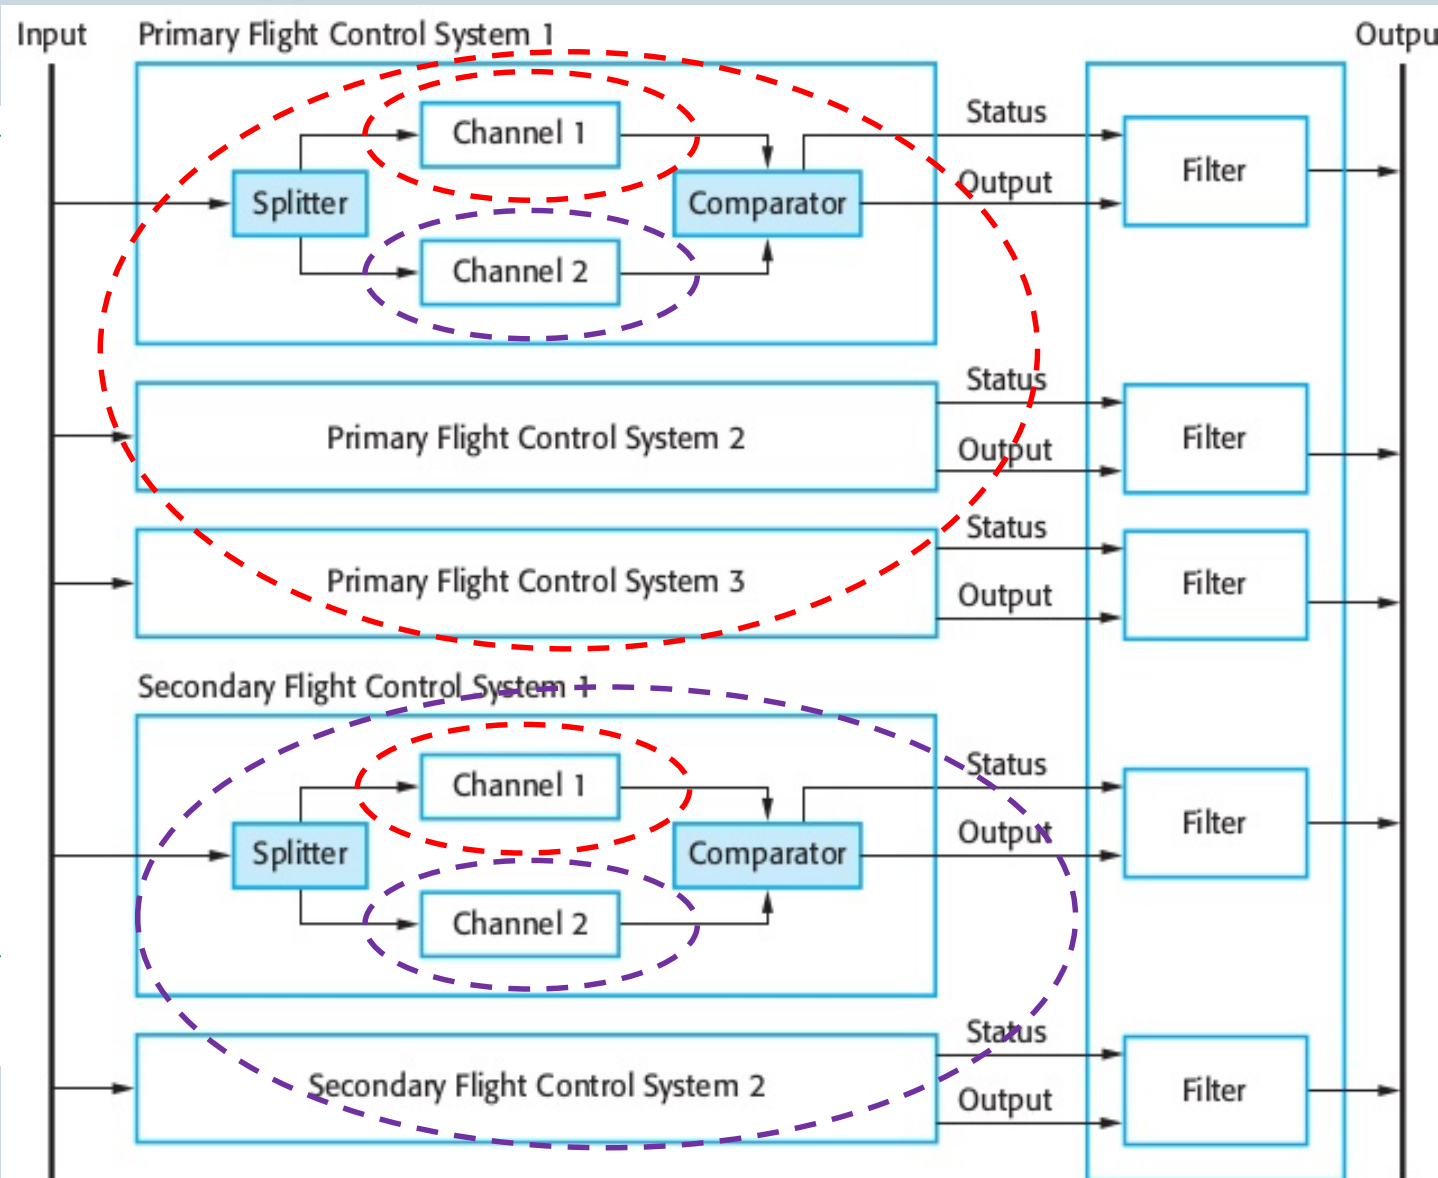 Input
Primary Flight Control System 1
Outpu
Channel 1
Splitter
Comparator
Channel 2
Status
Output
Filter
Primary Flight Control System 2
Status
Output
Filter
Primary Flight Control System 3
Status
Output
Filter
Secondary Flight Control System 1
Channel 1
Splitter
Comparator
Channel 2
Status
Output
Filter
Secondary Flight Control System 2
Status
Output
Filter